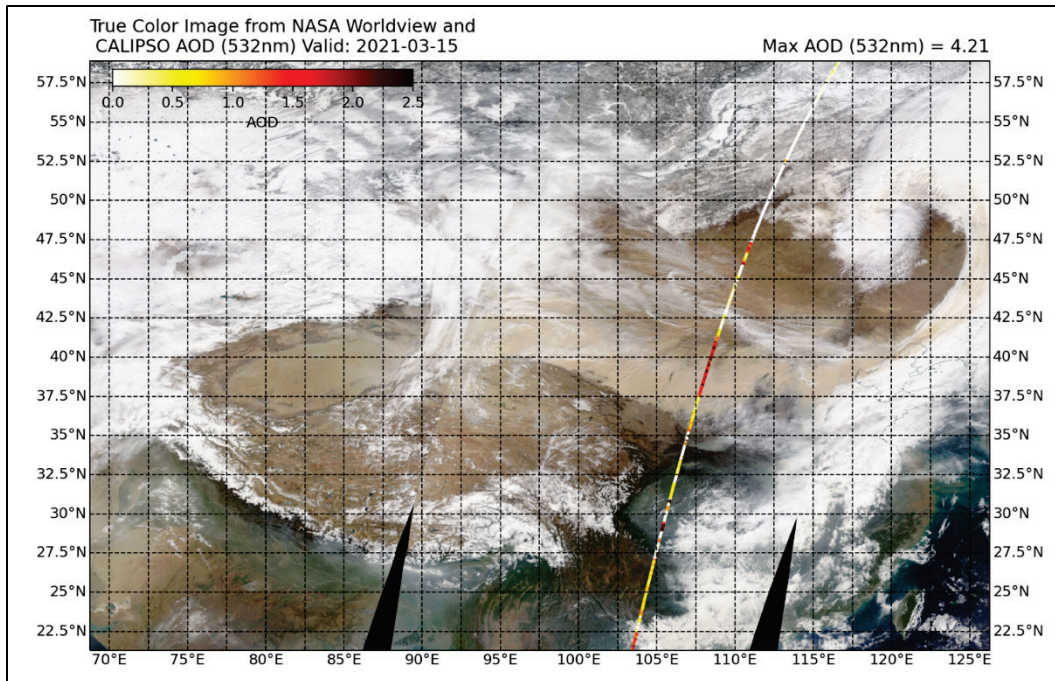 True Color Image from NASA Worldview and
CALIPSO AOD (532nm) Valid: 2021-03-15
Max AOD (532nm) = 4.21
0.0 0.5 1.0 1.5 2.0 2.5
AOD
57.5°N 57.5°N
55°N 55°N
52.5°N 52.5°N
50°N 50°N
47.5°N 47.5°N
45°N 45°N
42.5°N 42.5°N
40°N 40°N
37.5°N 37.5°N
35°N 35°N
32.5°N 32.5°N
30°N 30°N
27.5°N 27.5°N
25°N 25°N
22.5°N 22.5°N
70°E 75°E 80°E 85°E 90°E 95°E 100°E 105°E 110°E 115°E 120°E 125°E